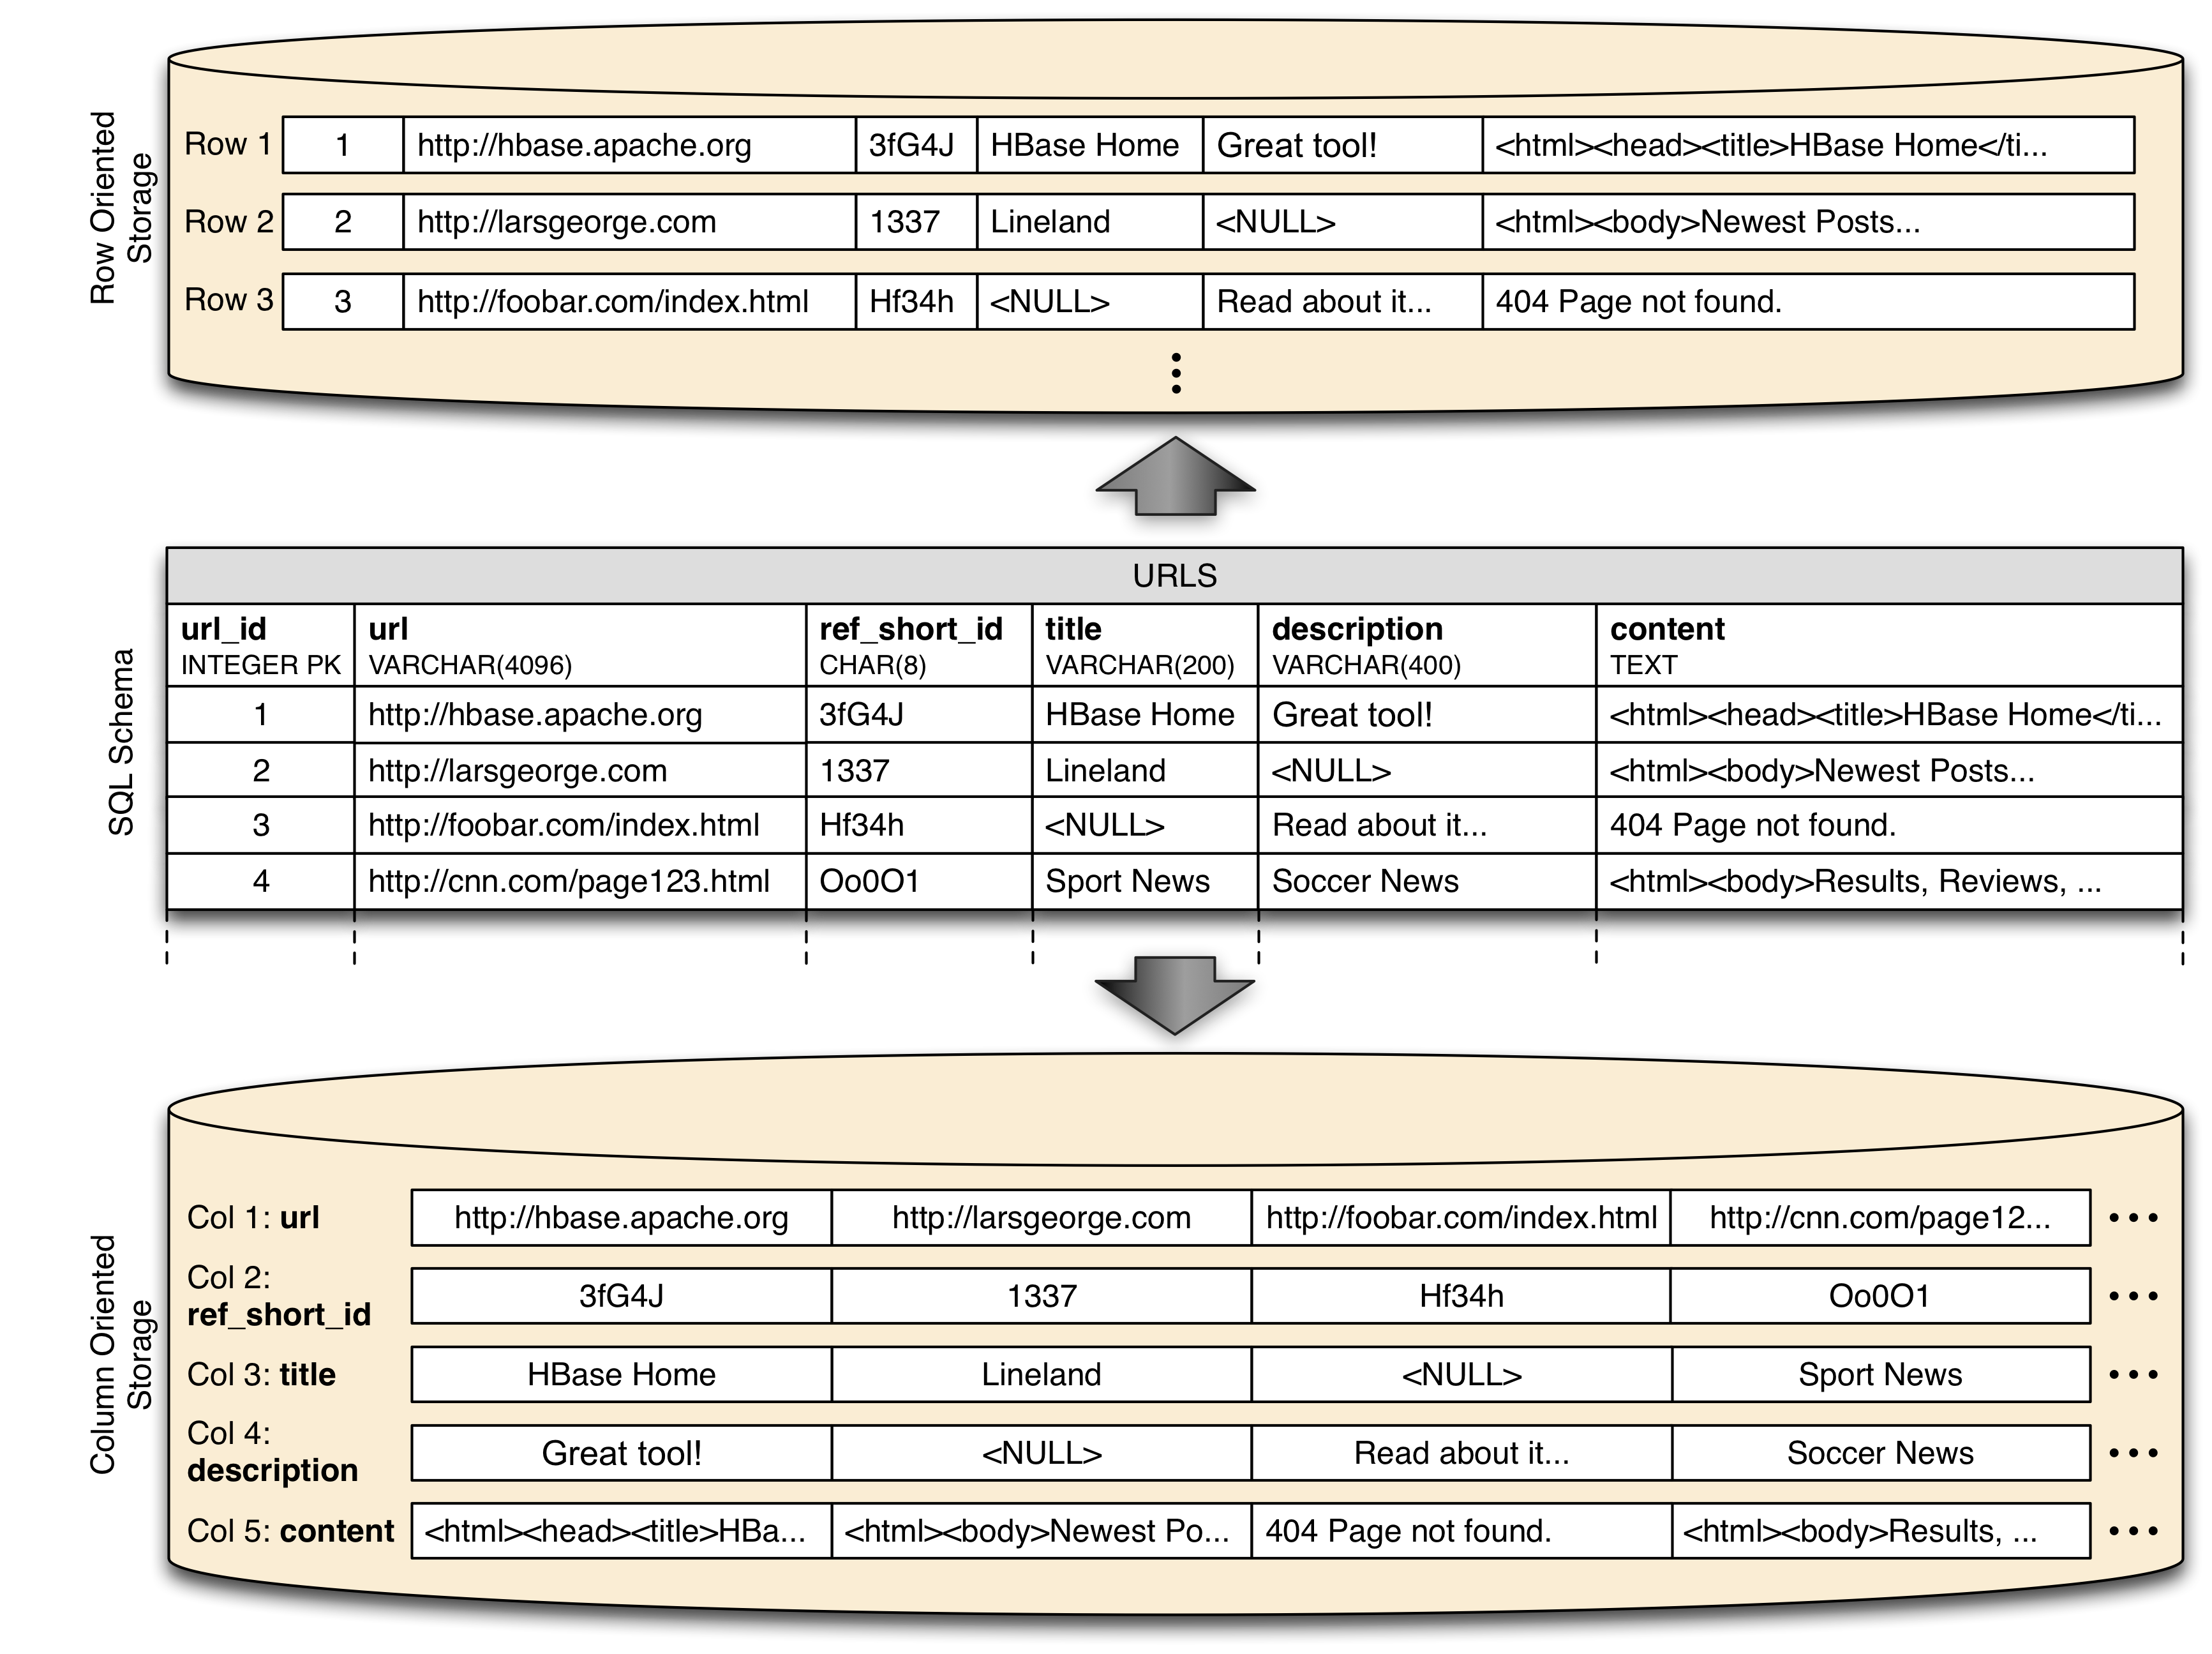 Row Oriented
Storage
Row 1 1 http://hbase.apache.org 3fG4J HBase Home Great tool! <html><head><title>HBase Home</ti...
Row 2 2 http://larsgeorge.com 1337 Lineland <NULL> <html><body>Newest Posts...
Row 3 3 http://foobar.com/index.html Hf34h <NULL> Read about it... 404 Page not found.
SQL Schema
URLS
url_id url ref_short_id title description content
INTEGER PK VARCHAR(4096) CHAR(8) VARCHAR(200) VARCHAR(400) TEXT
1 http://hbase.apache.org 3fG4J HBase Home Great tool! <html><head><title>HBase Home</ti...
2 http://larsgeorge.com 1337 Lineland <NULL> <html><body>Newest Posts...
3 http://foobar.com/index.html Hf34h <NULL> Read about it... 404 Page not found.
4 http://cnn.com/page123.html Oo0O1 Sport News Soccer News <html><body>Results, Reviews, ...
Column Oriented
Storage
Col 1: url http://hbase.apache.org http://larsgeorge.com http://foobar.com/index.html http://cnn.com/page12... •••
Col 2:
ref_short_id 3fG4J 1337 Hf34h Oo0O1 •••
Col 3: title HBase Home Lineland <NULL> Sport News •••
Col 4:
description Great tool! <NULL> Read about it... Soccer News •••
Col 5: content <html><head><title>HBa... <html><body>Newest Po... 404 Page not found. <html><body>Results, ... •••